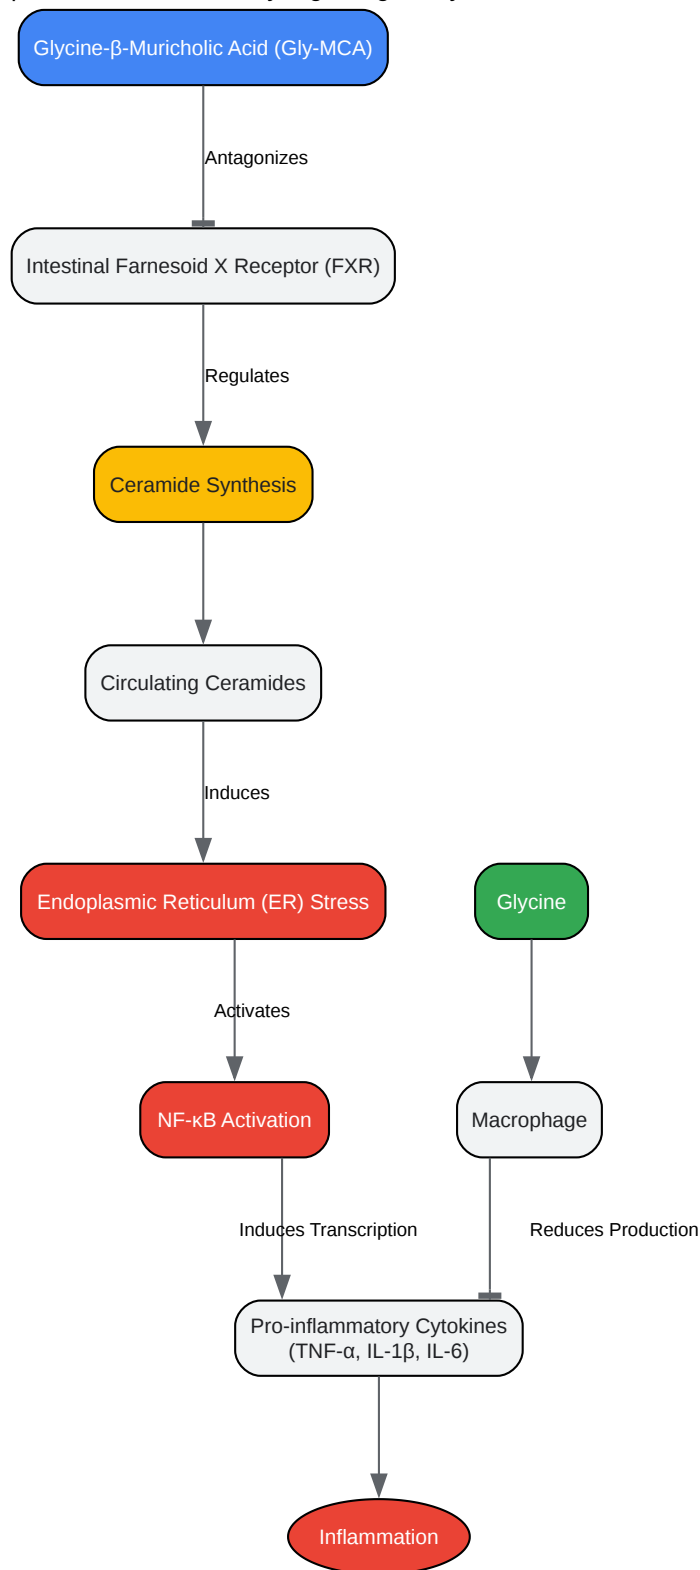 Glycine-β-Muricholic Acid (Gly-MCA)
Antagonizes
Intestinal Farnesoid X Receptor (FXR)
Regulates
Ceramide Synthesis
Circulating Ceramides
Induces
Endoplasmic Reticulum (ER) Stress
Glycine
Activates
NF-κB Activation
Macrophage
Induces Transcription
Reduces Production
Pro-inflammatory Cytokines
(TNF-α, IL-1β, IL-6)
Inflammation